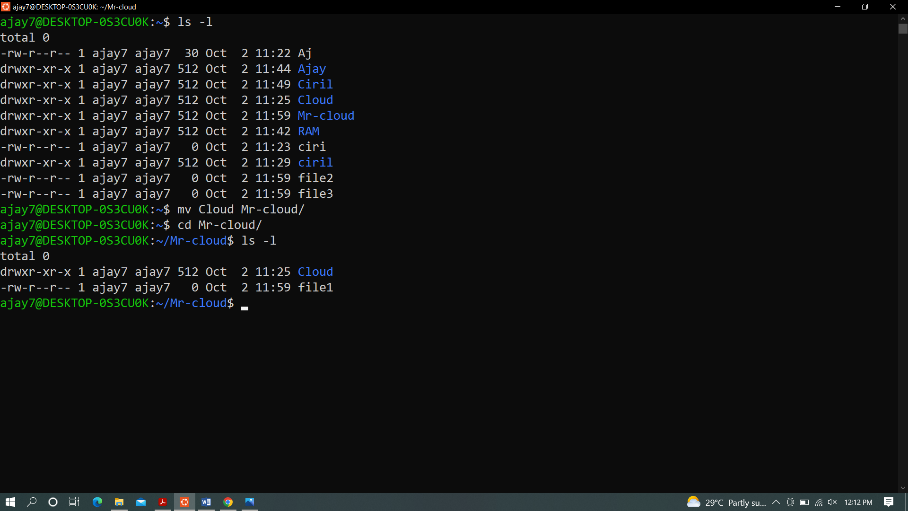 ajay7@DESKTOP-0S3CU0K: ~/Mr-cloud
ajay7@DESKTOP-0S3CU0K:~$ ls -l
total 0
-rw-r--r-- 1 ajay7 ajay7  30 Oct  2 11:22 Aj
drwxr-xr-x 1 ajay7 ajay7 512 Oct  2 11:44 Ajay
drwxr-xr-x 1 ajay7 ajay7 512 Oct  2 11:49 Ciril
drwxr-xr-x 1 ajay7 ajay7 512 Oct  2 11:25 Cloud
drwxr-xr-x 1 ajay7 ajay7 512 Oct  2 11:59 Mr-cloud
drwxr-xr-x 1 ajay7 ajay7 512 Oct  2 11:42 RAM
-rw-r--r-- 1 ajay7 ajay7   0 Oct  2 11:23 ciri
drwxr-xr-x 1 ajay7 ajay7 512 Oct  2 11:29 ciril
-rw-r--r-- 1 ajay7 ajay7   0 Oct  2 11:59 file2
-rw-r--r-- 1 ajay7 ajay7   0 Oct  2 11:59 file3
ajay7@DESKTOP-0S3CU0K:~$ mv Cloud Mr-cloud/
ajay7@DESKTOP-0S3CU0K:~$ cd Mr-cloud/
ajay7@DESKTOP-0S3CU0K:~/Mr-cloud$ ls -l
total 0
drwxr-xr-x 1 ajay7 ajay7 512 Oct  2 11:25 Cloud
-rw-r--r-- 1 ajay7 ajay7   0 Oct  2 11:59 file1
ajay7@DESKTOP-0S3CU0K:~/Mr-cloud$
29°C Partly su... 12:12 PM